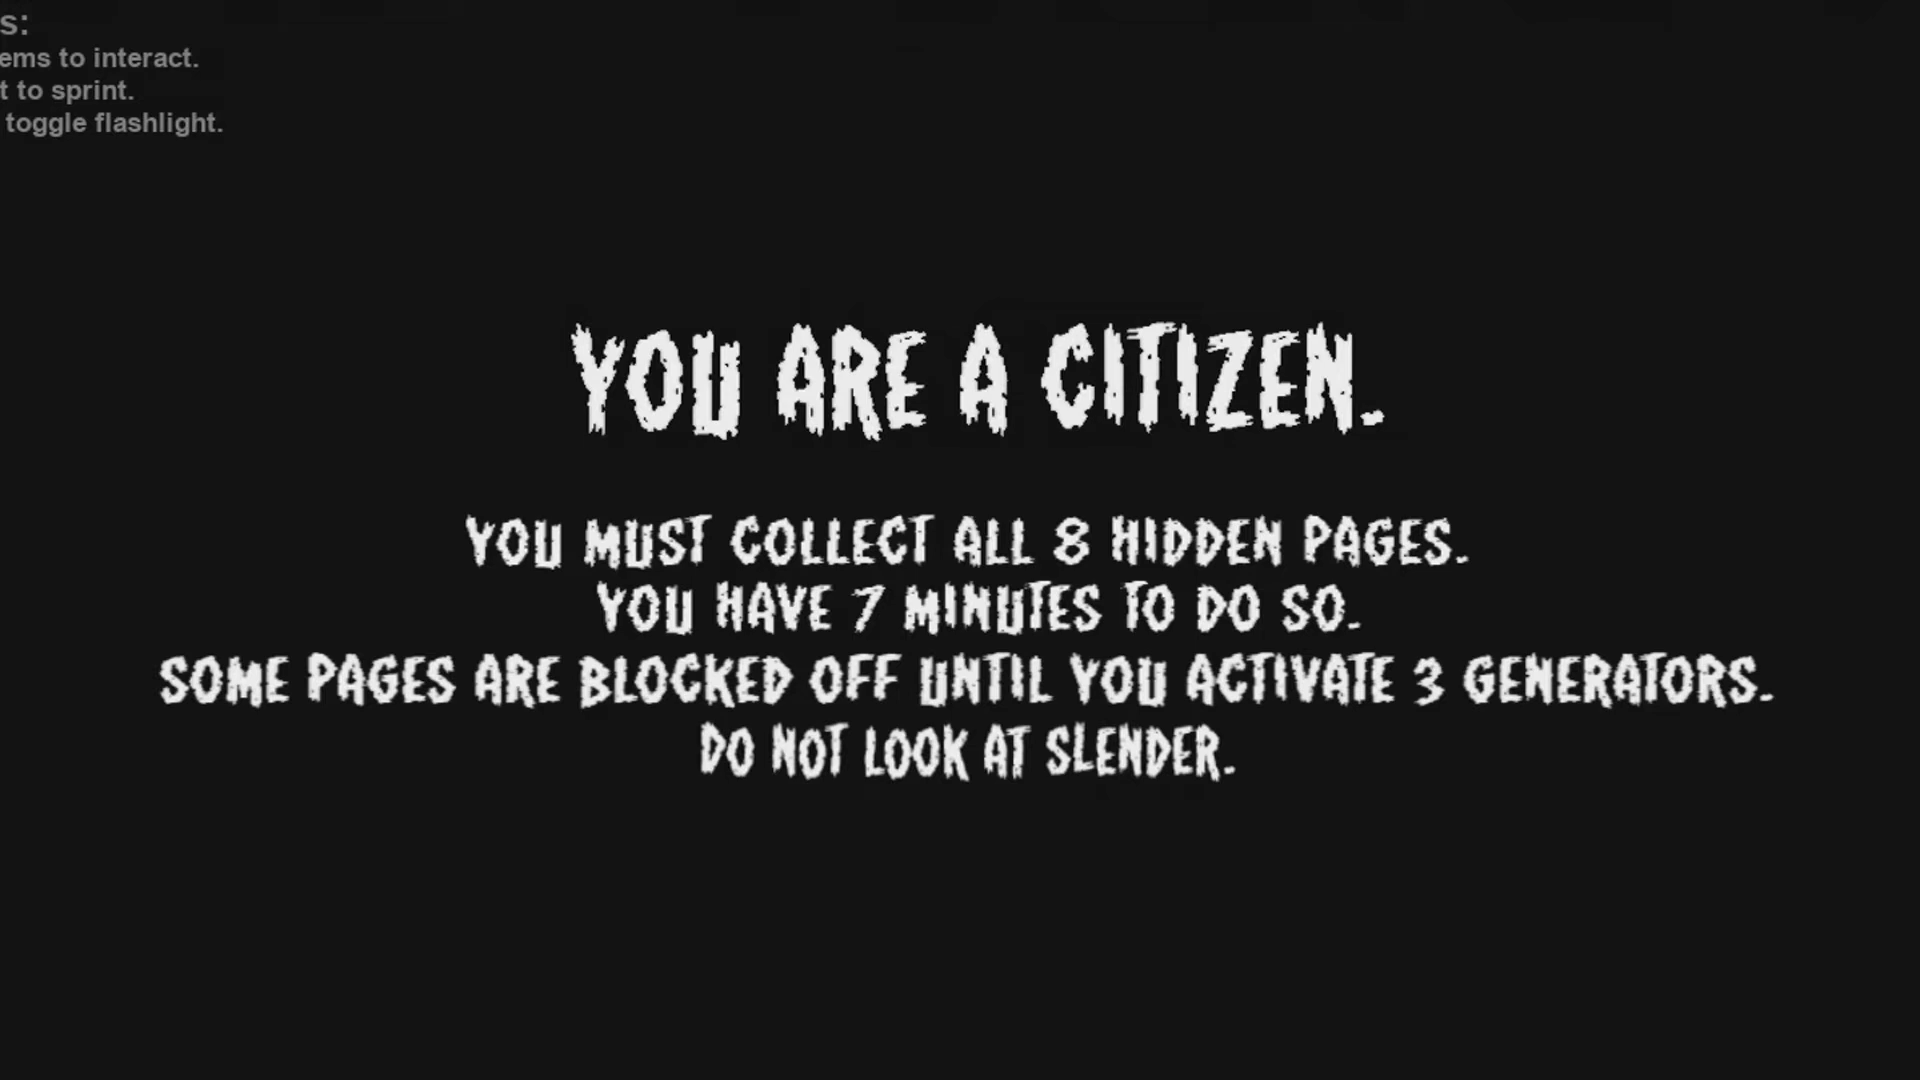 s:
ems to interact.
t to sprint.
toggle flashlight.
YOU ARE A CITIZEN.
YOU MUST COLLECT ALL 8 HIDDEN PAGES.
YOU HAVE 7 MINUTES TO DO SO.
SOME PAGES ARE BLOCKED OFF UNTIL YOU ACTIVATE 3 GENERATORS.
DO NOT LOOK AT SLENDER.